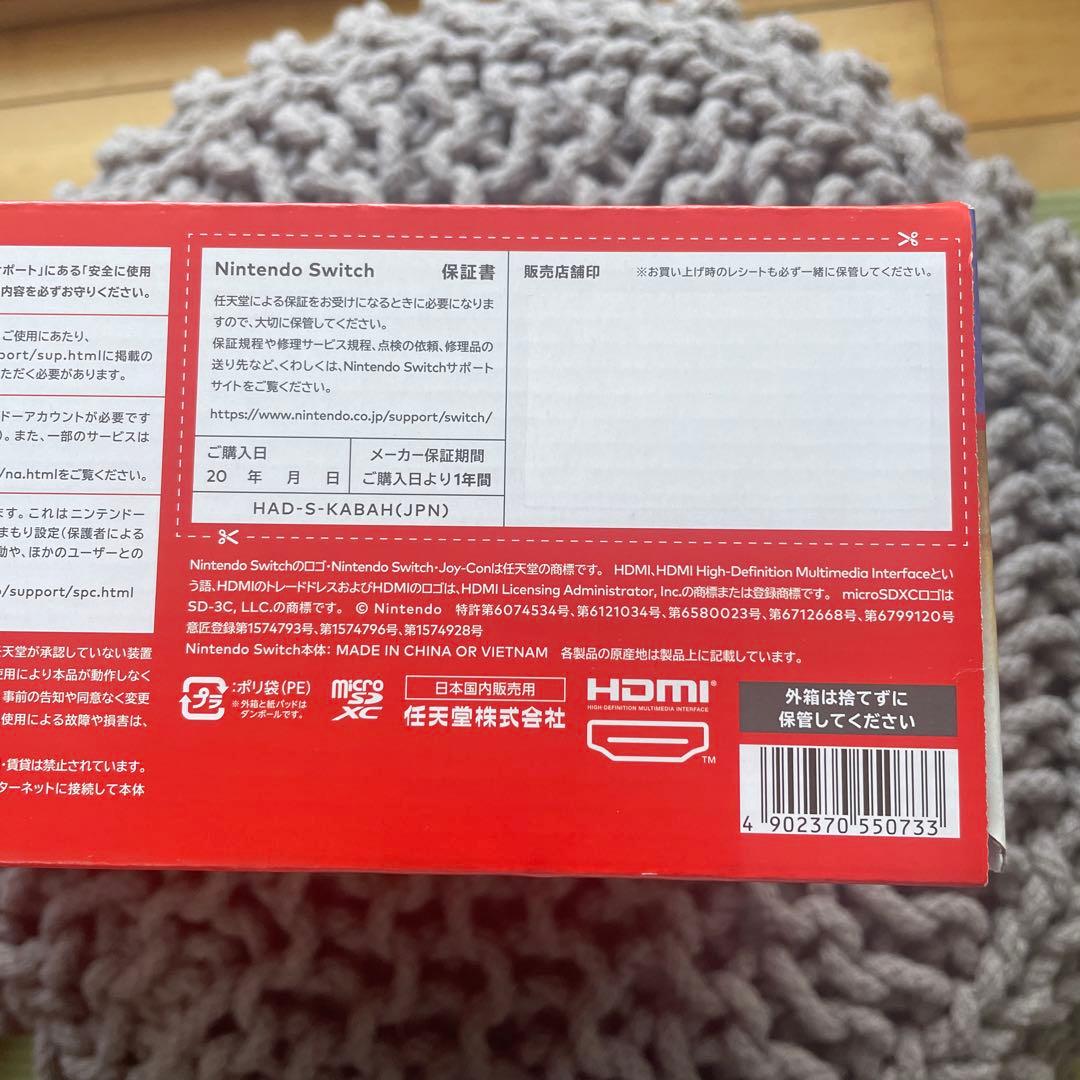 ポート」にある「安全に使用
内容を必ずお守りください。
ご使用にあたり、
port/sup.htmlに掲載の
ただく必要があります。
ドーアカウントが必要です
)。また、一部のサービスは
/na.htmlをご覧ください。
ます。これはニンテンドー
まもり設定(保護者による
動や、ほかのユーザーとの
/support/spc.html
任天堂が承認していない装置
使用により本品が動作しなく
事前の告知や同意なく変更
使用による故障や損害は、
・賃貸は禁止されています。
ターネットに接続して本体
Nintendo Switch 保証書
任天堂による保証をお受けになるときに必要になりま
すので、大切に保管してください。
保証規程や修理サービス規程、点検の依頼、修理品の
送り先など、くわしくは、Nintendo Switchサポート
サイトをご覧ください。
https://www.nintendo.co.jp/support/switch/
ご購入日
20 年 月 日
メーカー保証期間
ご購入日より1年間
HAD-S-KABAH(JPN)
販売店舗印 ※お買い上げ時のレシートも必ず一緒に保管してください。
Nintendo Switchのロゴ・Nintendo Switch・Joy-Conは任天堂の商標です。 HDMI、HDMI High-Definition Multimedia Interfaceとい
う語、HDMIのトレードドレスおよびHDMIのロゴは、HDMI Licensing Administrator, Inc.の商標または登録商標です。 microSDXCロゴは
SD-3C, LLC.の商標です。 © Nintendo 特許第6074534号、第6121034号、第6580023号、第6712668号、第6799120号
意匠登録第1574793号、第1574796号、第1574928号
Nintendo Switch本体: MADE IN CHINA OR VIETNAM 各製品の原産地は製品上に記載しています。
プラ
:ポリ袋(PE)
※外箱と紙パッドは
ダンボールです。
micro
SD
XC
日本国内販売用
任天堂株式会社
HDMI®
HIGH-DEFINITION MULTIMEDIA INTERFACE
TM
外箱は捨てずに
保管してください
4 902370 550733